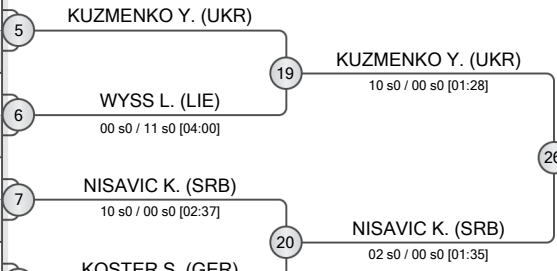 KUZMENKO Y. (UKR)
5
19
KUZMENKO Y. (UKR)
10 s0 / 00 s0 [01:28]
6
WYSS L. (LIE)
00 s0 / 11 s0 [04:00]
26
7
NISAVIC K. (SRB)
10 s0 / 00 s0 [02:37]
20
NISAVIC K. (SRB)
02 s0 / 00 s0 [01:35]
KOSTER S. (GER)